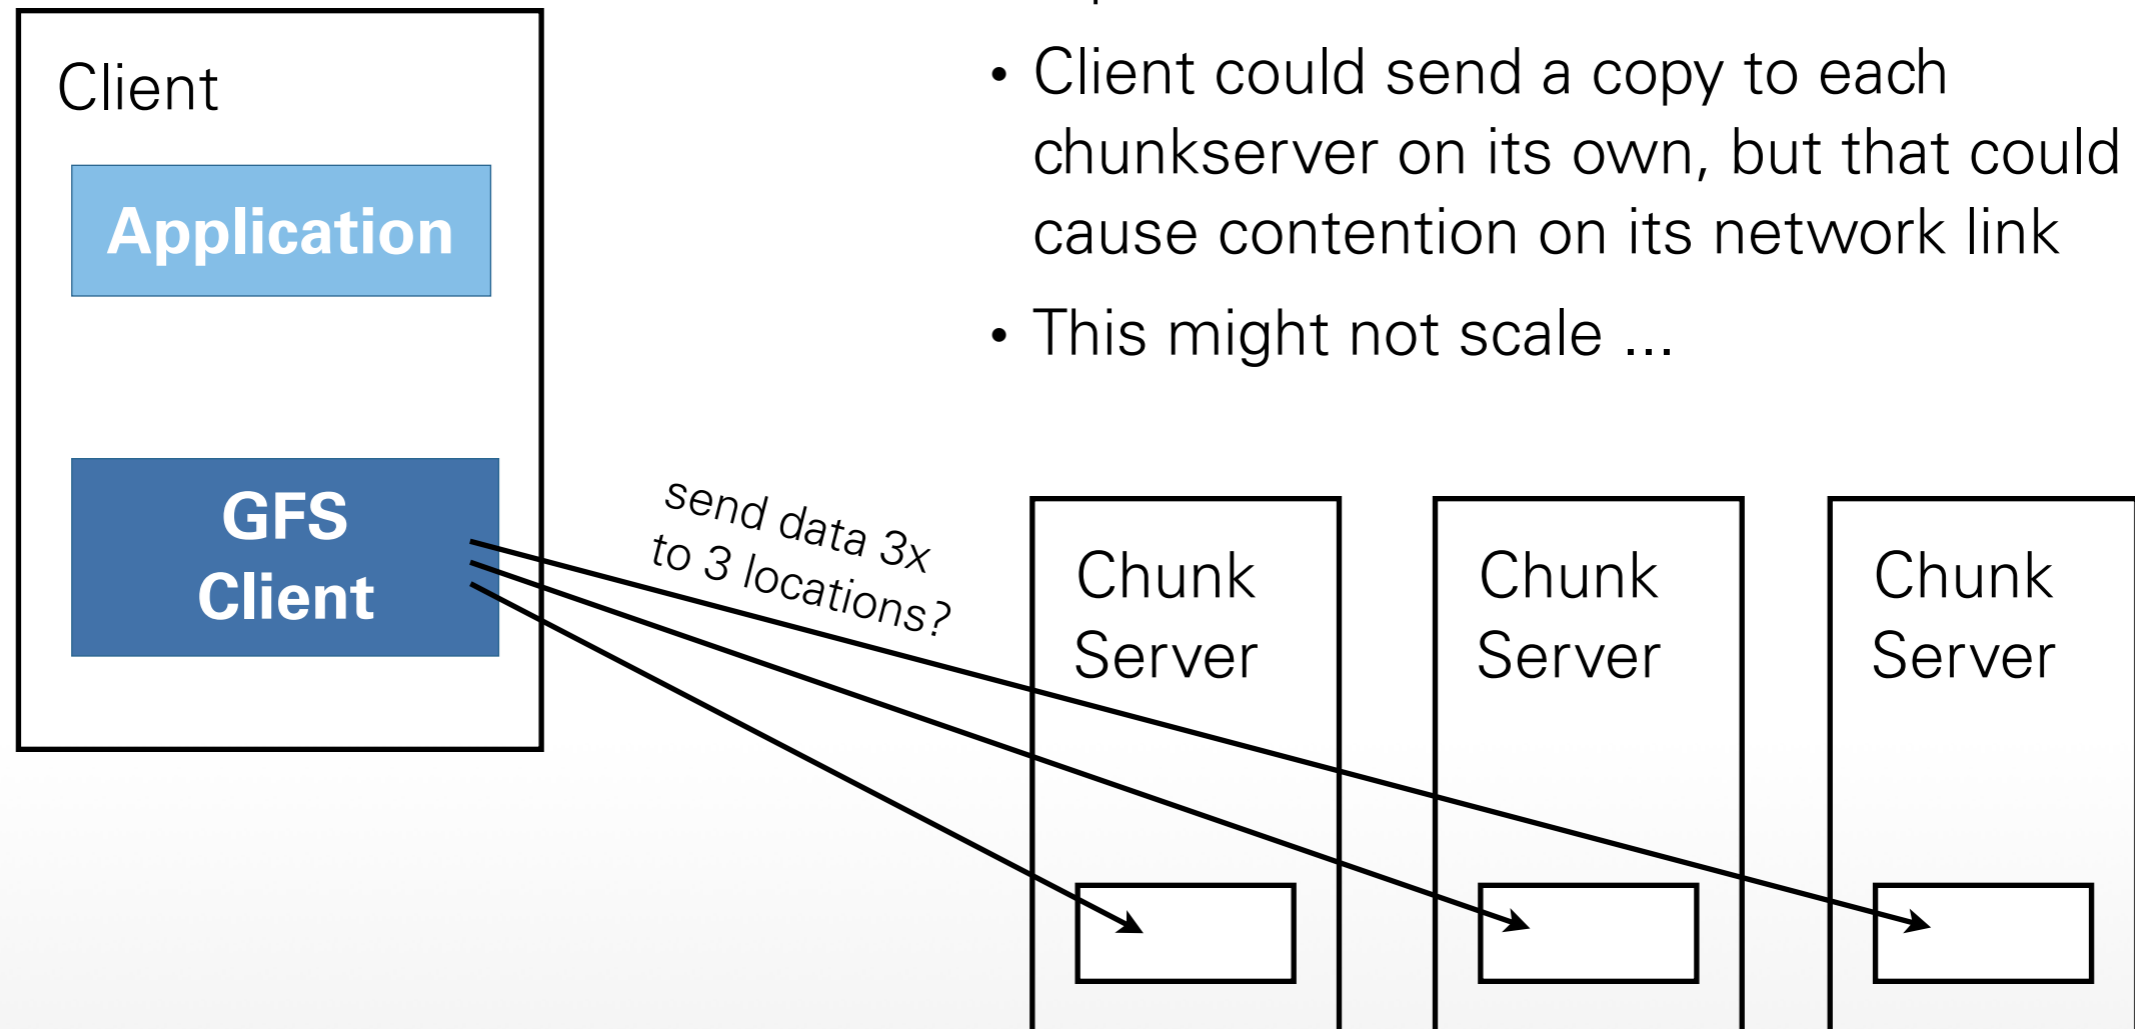 Client
Application
GFS
Client
• Client could send a copy to each
chunkserver on its own, but that could
cause contention on its network link
• This might not scale ...
send data 3x
to 3 locations?
Chunk
Server
Chunk
Server
Chunk
Server